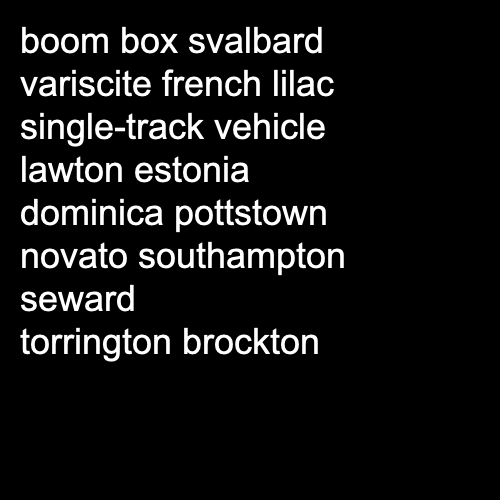 boom box svalbard
variscite french lilac
single-track vehicle
lawton estonia
dominica pottstown
novato southampton
seward
torrington brockton